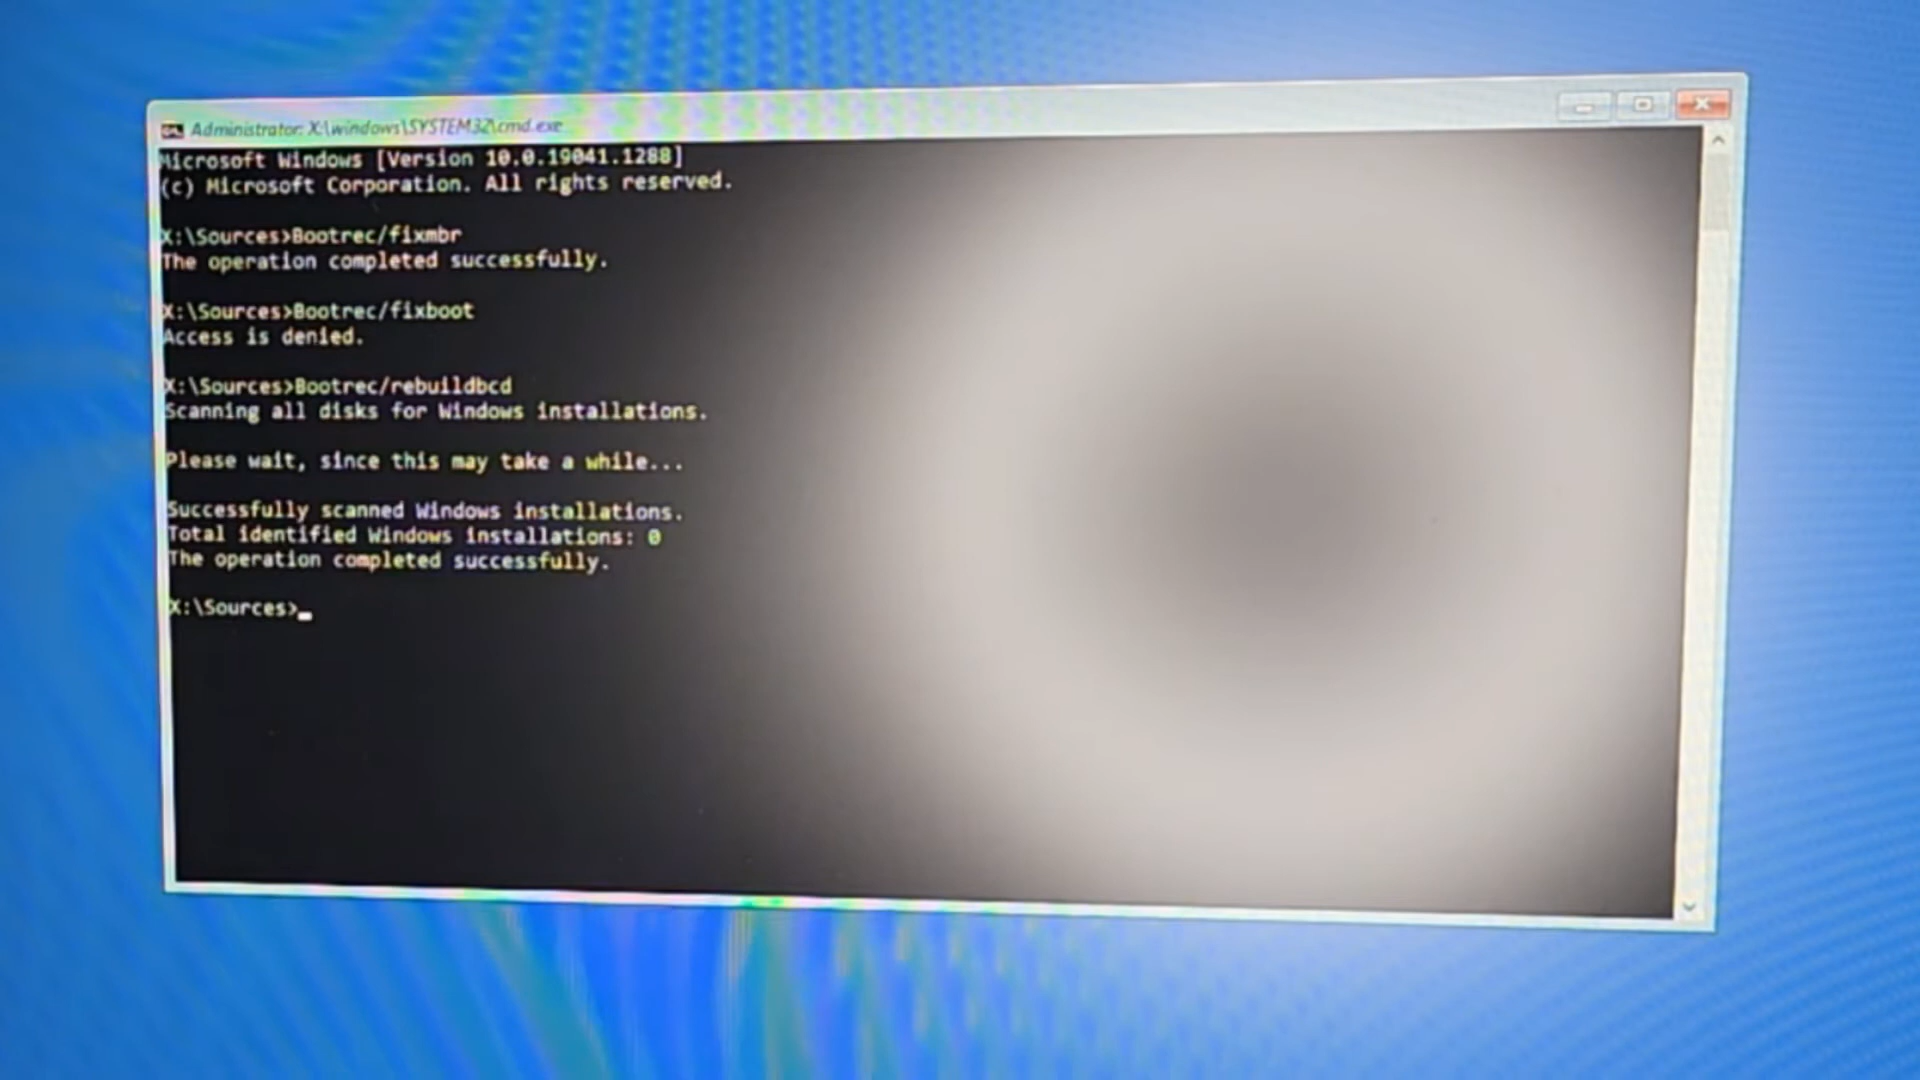 Administrator: X:\windows\SYSTEM32\cmd.exe
Microsoft Windows [Version 10.0.19041.1288]
(c) Microsoft Corporation. All rights reserved.
X:\Sources>Bootrec/fixmbr
The operation completed successfully.
X:\Sources>Bootrec/fixboot
Access is denied.
X:\Sources>Bootrec/rebuildbcd
Scanning all disks for Windows installations.
Please wait, since this may take a while...
Successfully scanned Windows installations.
Total identified Windows installations: 0
The operation completed successfully.
X:\Sources>